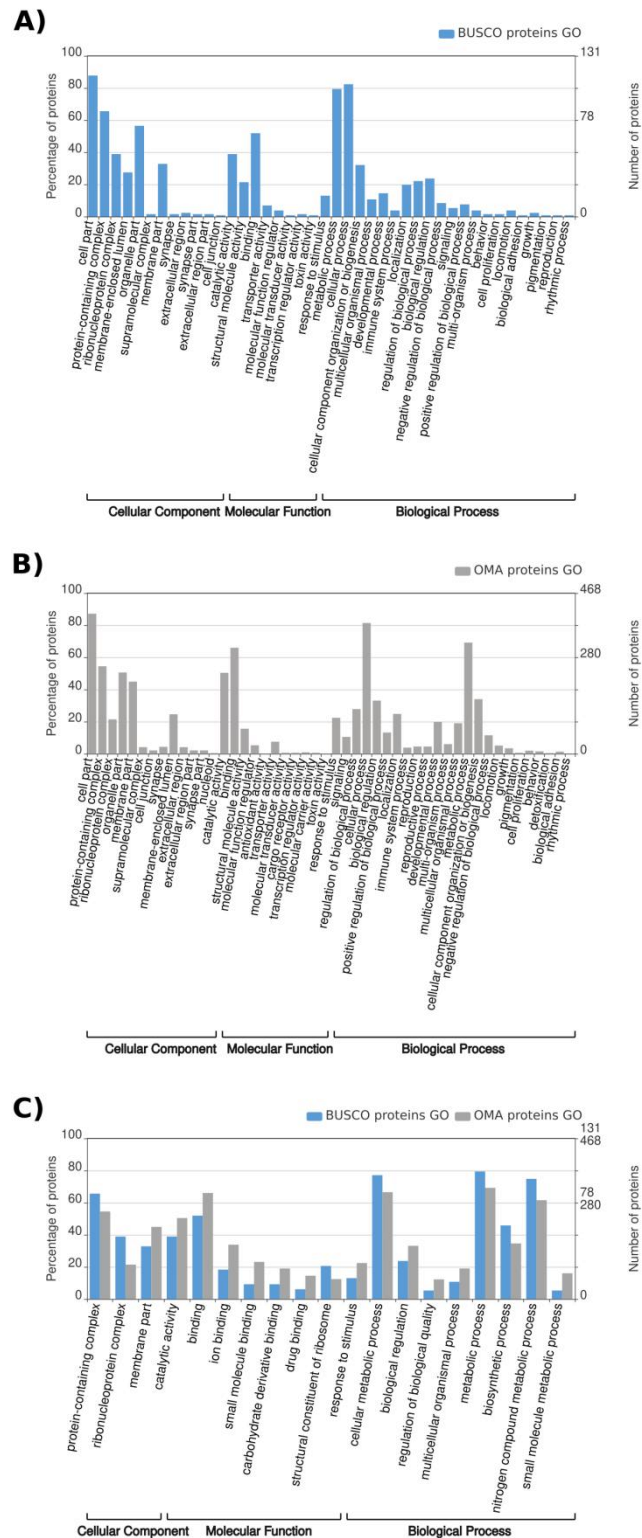 A)
BUSCO proteins GO
Percentage of proteins
100
80
60
40
20
0
131
78
0
Number of proteins
cell part
protein-containing complex
ribonucleoprotein complex
membrane-enclosed lumen
organelle part
supramolecular complex
membrane part
synapse
extracellular region
synapse part
extracellular region part
cell junction
catalytic activity
structural molecule activity
binding
transporter activity
molecular function regulator
molecular transducer activity
transcription regulator activity
toxin activity
response to stimulus
metabolic process
cellular process
cellular component organization or biogenesis
multicellular organismal process
developmental process
immune system process
localization
regulation of biological process
biological regulation
negative regulation of biological process
signaling
positive regulation of biological process
multi-organism process
behavior
cell proliferation
locomotion
biological adhesion
growth
pigmentation
reproduction
rhythmic process
Cellular Component
Molecular Function
Biological Process
B)
OMA proteins GO
Percentage of proteins
100
80
60
40
20
0
468
280
0
Number of proteins
cell part
protein-containing complex
ribonucleoprotein complex
organelle part
membrane part
supramolecular complex
cell junction
synapse
membrane-enclosed lumen
extracellular region
extracellular region part
synapse part
nucleoid
catalytic activity
binding
structural molecule activity
molecular function regulator
antioxidant activity
transporter activity
molecular transducer activity
cargo receptor activity
transcription regulator activity
molecular carrier activity
toxin activity
response to stimulus
signaling
regulation of biological process
cellular process
biological regulation
positive regulation of biological process
localization
immune system process
reproduction
reproductive process
developmental process
multi-organism process
multicellular organismal process
metabolic process
cellular component organization or biogenesis
negative regulation of biological process
locomotion
growth
pigmentation
cell proliferation
behavior
detoxification
biological adhesion
rhythmic process
Cellular Component
Molecular Function
Biological Process
C)
BUSCO proteins GO
OMA proteins GO
Percentage of proteins
100
80
60
40
20
0
131
468
78
280
0
Number of proteins
protein-containing complex
ribonucleoprotein complex
membrane part
catalytic activity
binding
ion binding
small molecule binding
carbohydrate derivative binding
drug binding
structural constituent of ribosome
response to stimulus
cellular metabolic process
biological regulation
regulation of biological quality
multicellular organismal process
metabolic process
biosynthetic process
nitrogen compound metabolic process
small molecule metabolic process
Cellular Component
Molecular Function
Biological Process